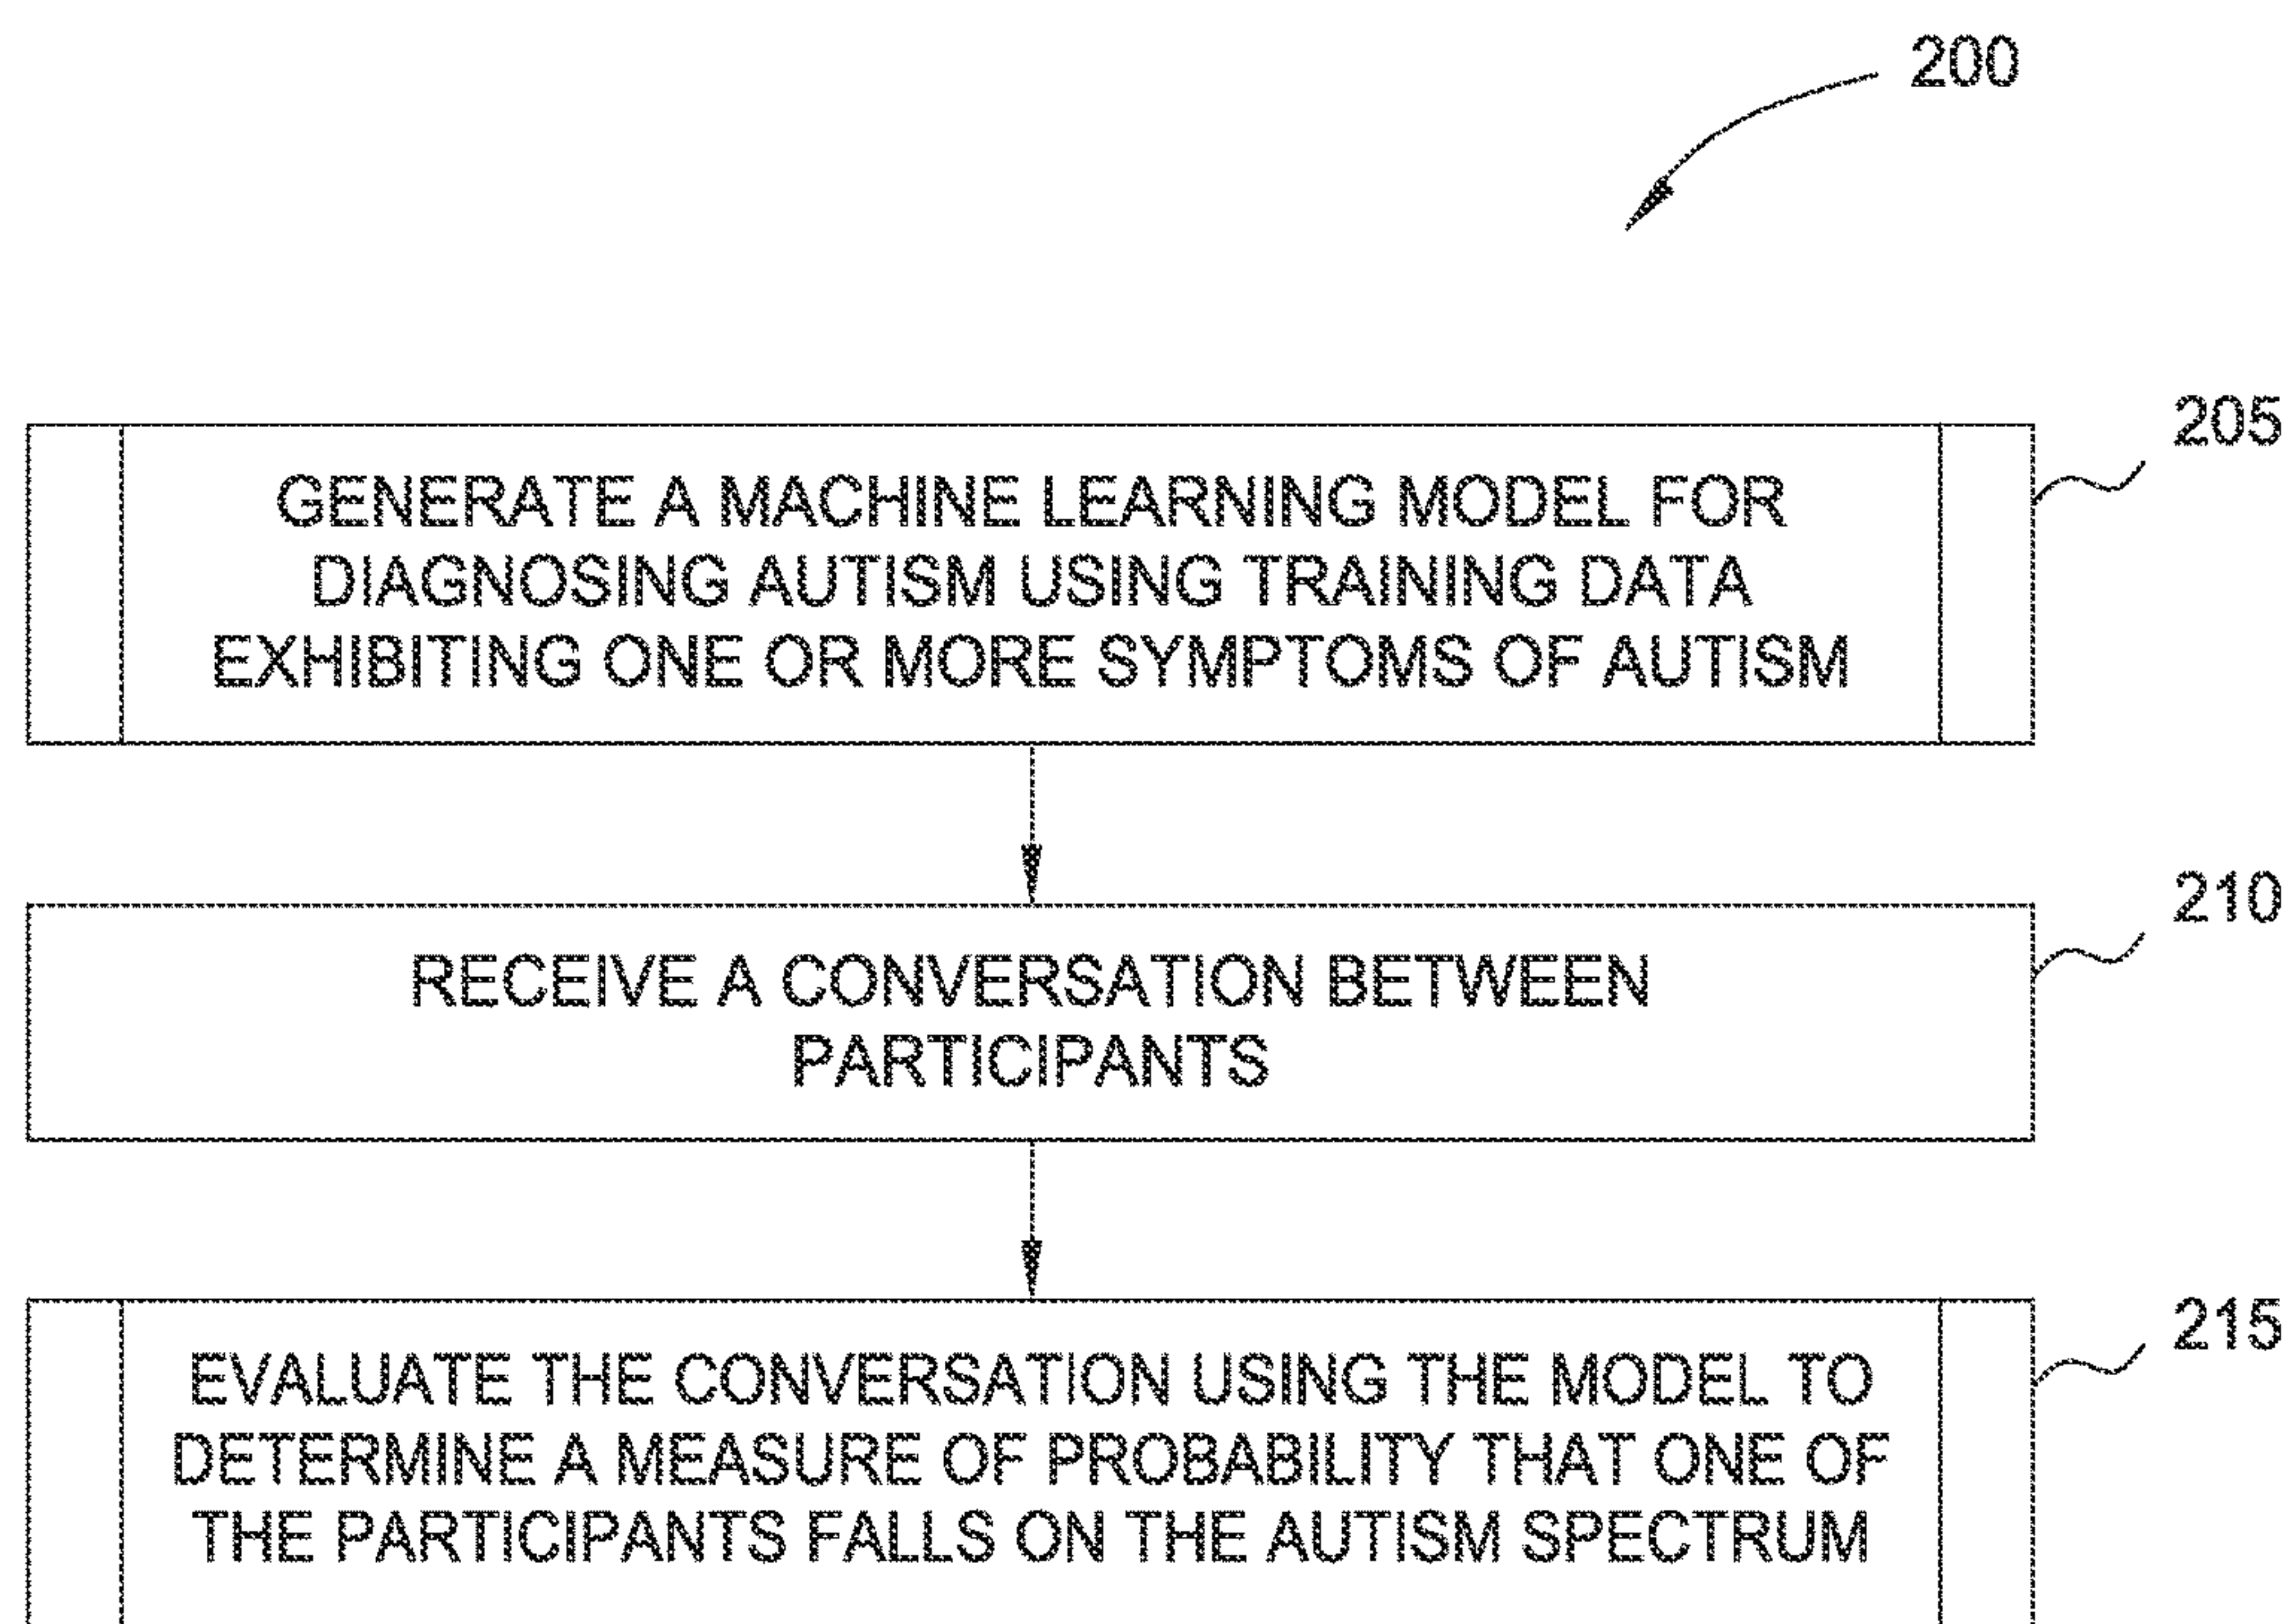 200
205
GENERATE A MACHINE LEARNING MODEL FOR
DIAGNOSING AUTISM USING TRAINING DATA
EXHIBITING ONE OR MORE SYMPTOMS OF AUTISM
210
RECEIVE A CONVERSATION BETWEEN
PARTICIPANTS
215
EVALUATE THE CONVERSATION USING THE MODEL TO
DETERMINE A MEASURE OF PROBABILITY THAT ONE OF
THE PARTICIPANTS FALLS ON THE AUTISM SPECTRUM